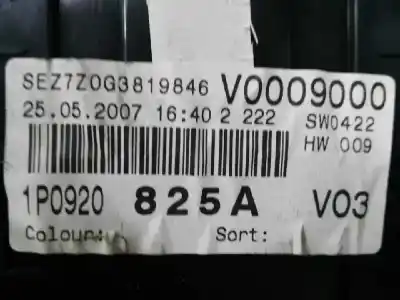 SEZ7Z0G3819846 V0009000
25.05.2007 16:40 2 222 SW0422
HW 009
1P0920 825A V03
Colour: Sort: